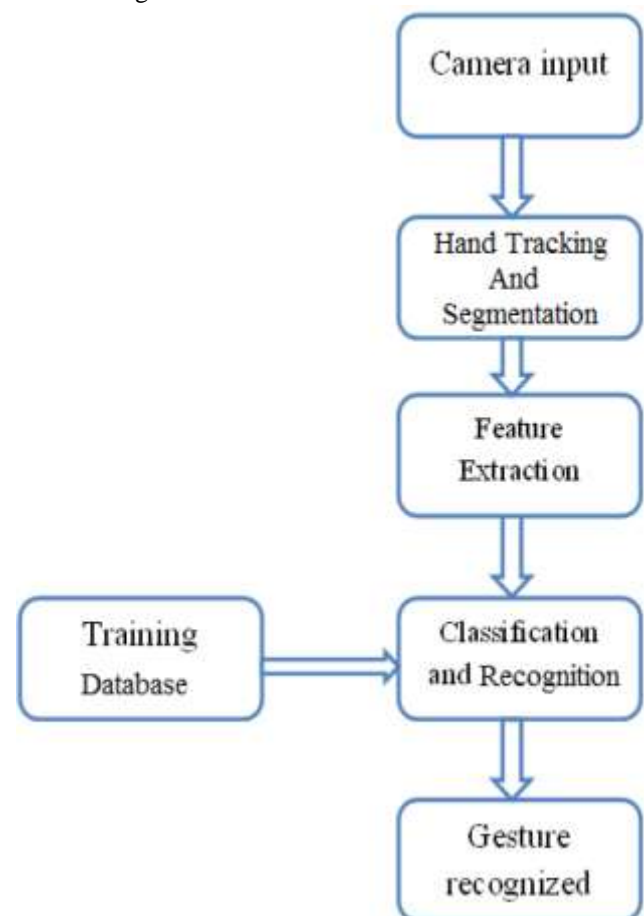 Camera input
Hand Tracking
And
Segmentation
Feature
Extraction
Training
Database
Classification
and Recognition
Gesture
recognized